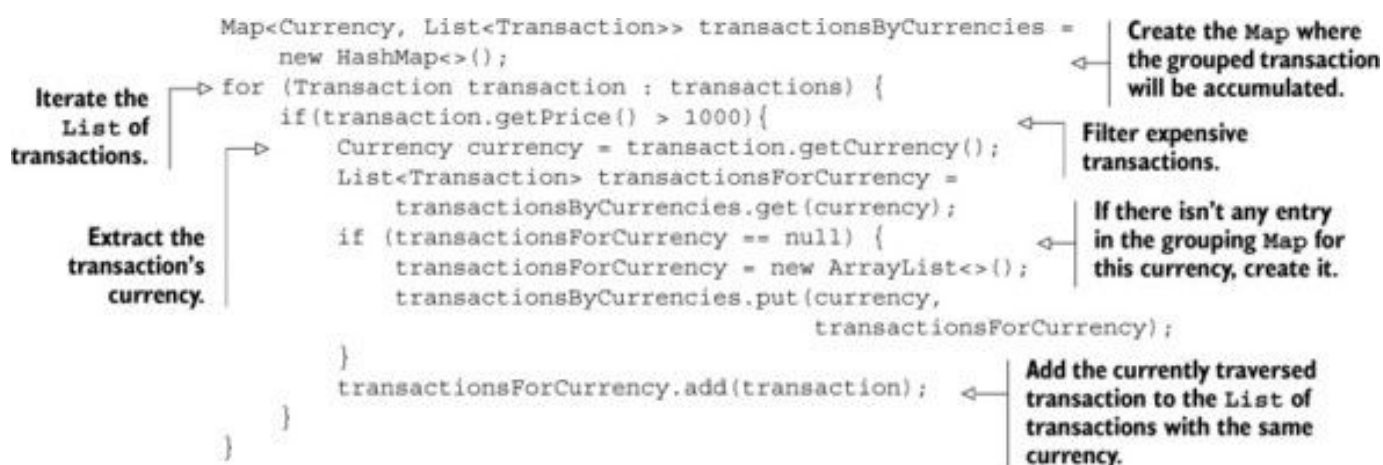 Map<Currency, List<Transaction>> transactionsByCurrencies =
new HashMap<>();
Create the Map where
the grouped transaction
will be accumulated.
Iterate the
List of
transactions.
for (Transaction transaction : transactions) {
if(transaction.getPrice() > 1000){
Filter expensive
transactions.
Extract the
transaction's
currency.
Currency currency = transaction.getCurrency();
List<Transaction> transactionsForCurrency =
transactionsByCurrencies.get(currency);
if (transactionsForCurrency == null) {
If there isn't any entry
in the grouping Map for
this currency, create it.
transactionsForCurrency = new ArrayList<>();
transactionsByCurrencies.put(currency,
transactionsForCurrency);
}
transactionsForCurrency.add(transaction);
Add the currently traversed
transaction to the List of
transactions with the same
currency.
}
}